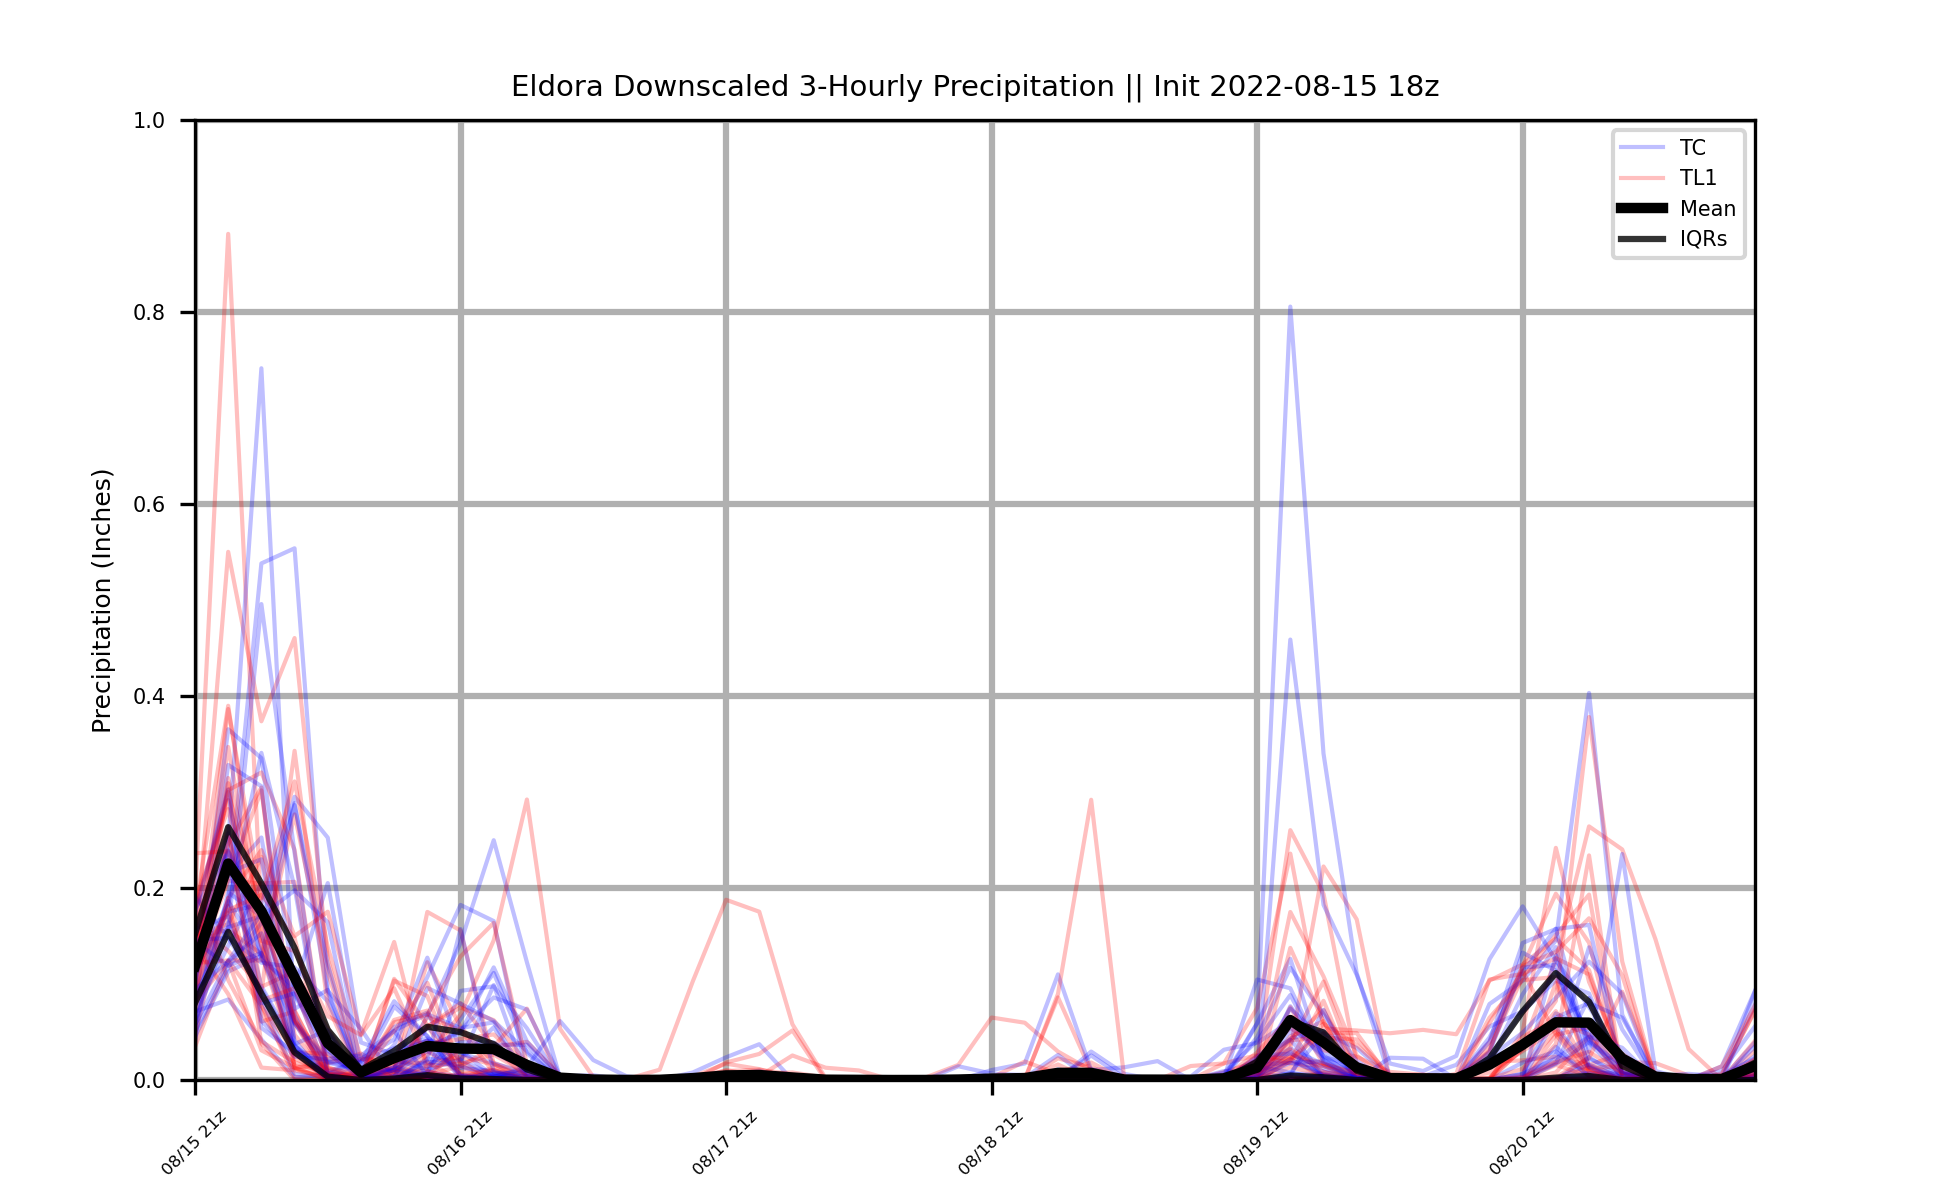 Eldora Downscaled 3-Hourly Precipitation || Init 2022-08-15 18z
1.0
0.8
0.6
0.4
0.2
0.0
Precipitation (Inches)
TC
TL1
Mean
IQRs
08/15 21z
08/16 21z
08/17 21z
08/18 21z
08/19 21z
08/20 21z